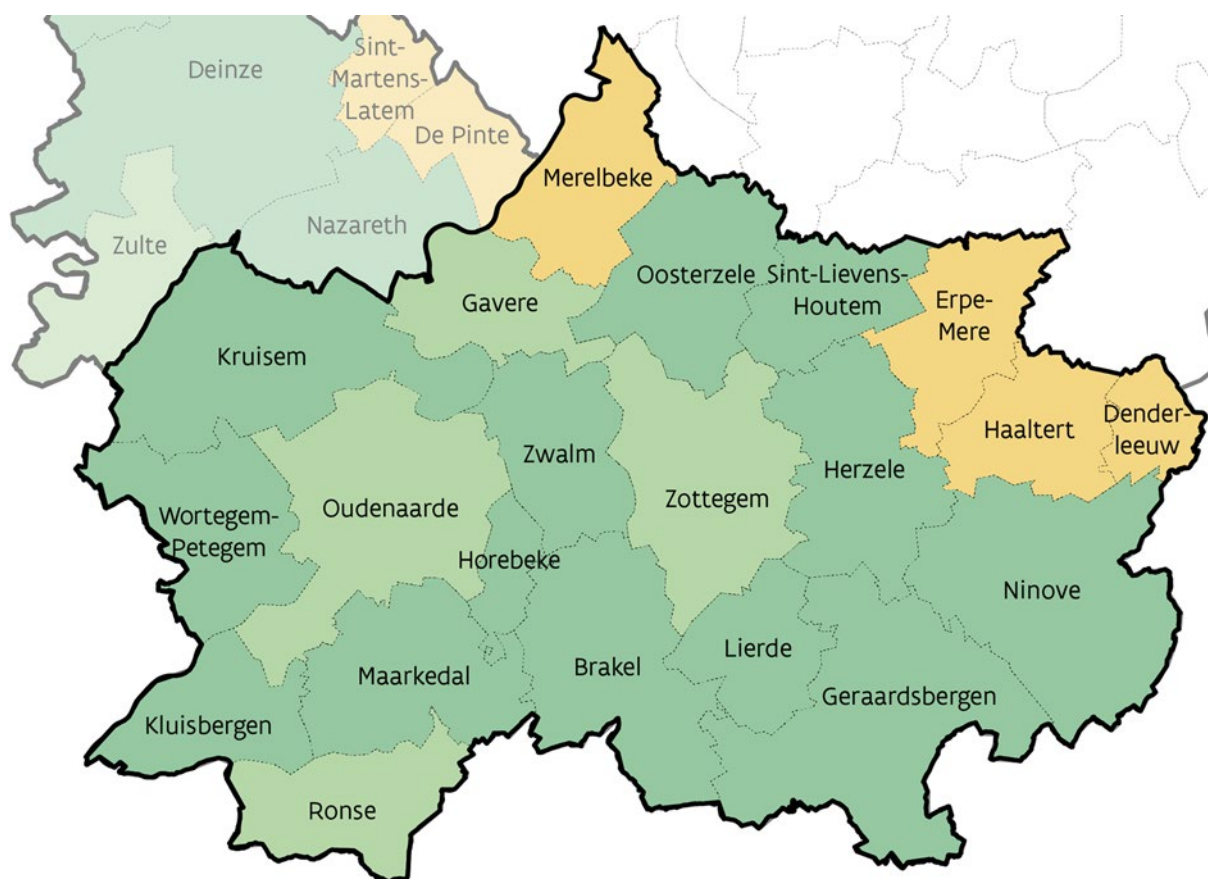 Deinze
Sint-
Martens-
Latem
De Pinte
Merelbeke
Nazareth
Zulte
Oosterzele
Sint-Lievens-
Houtem
Gavere
Erpe-
Mere
Kruisem
Haaltert
Dender-
leeuw
Zwalm
Herzele
Oudenaarde
Zottegem
Wortegem-
Petegem
Horebeke
Ninove
Lierde
Maarkedal
Brakel
Geraardsbergen
Kluisbergen
Ronse